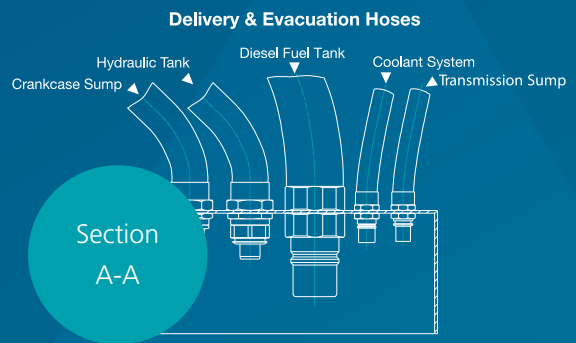 Delivery & Evacuation Hoses
Diesel Fuel Tank
Hydraulic Tank
Coolant System
Crankcase Sump
Transmission Sump
Section
A-A